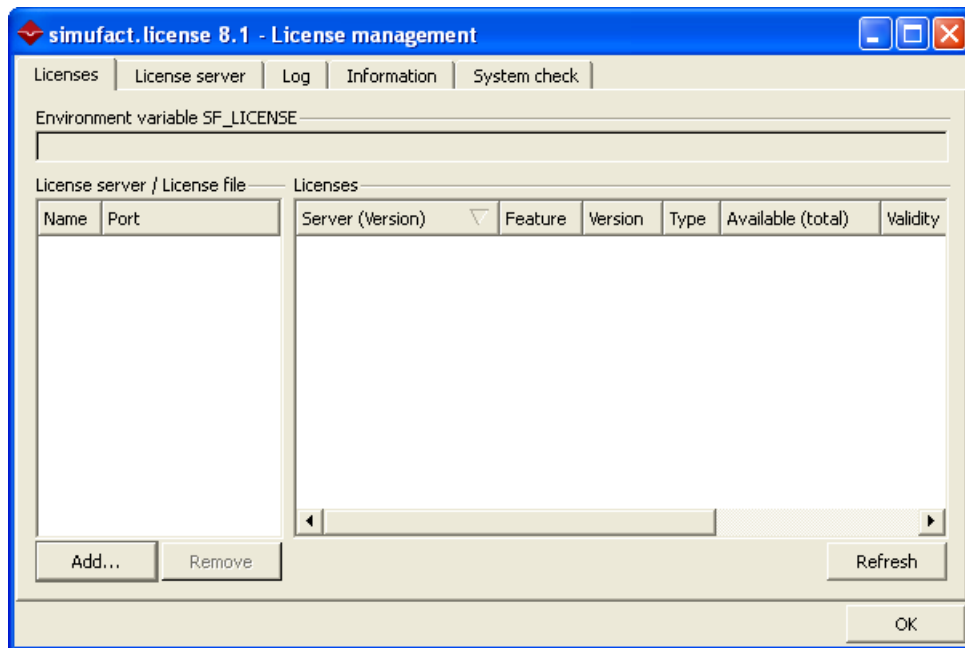 simufact.license 8.1 - License management
Licenses License server Log Information System check
Environment variable SF_LICENSE
License server / License file Licenses
Name Port Server (Version) Feature Version Type Available (total) Validity
Add... Remove Refresh
OK